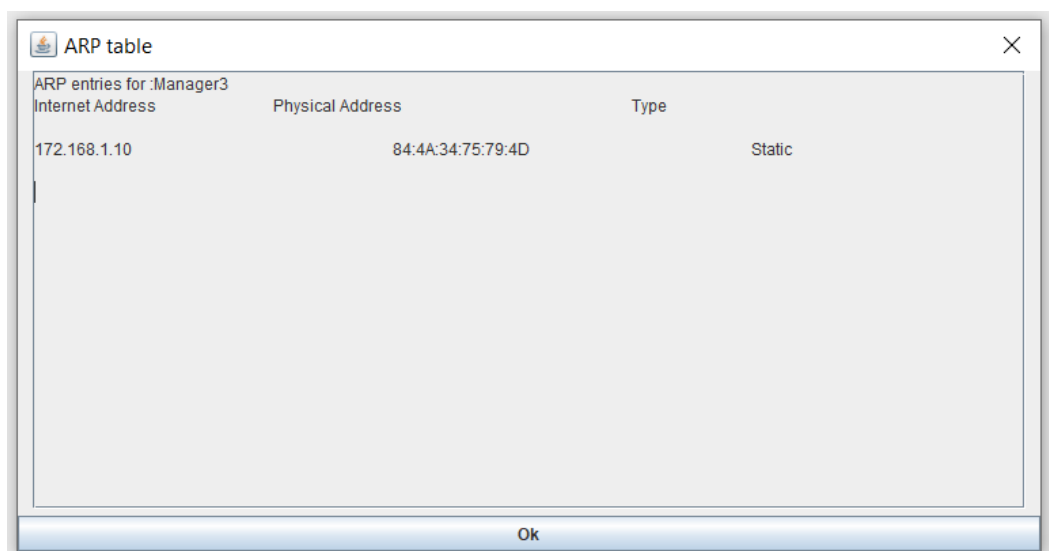 ARP table
ARP entries for :Manager3
Internet Address Physical Address Type
172.168.1.10 84:4A:34:75:79:4D Static
Ok